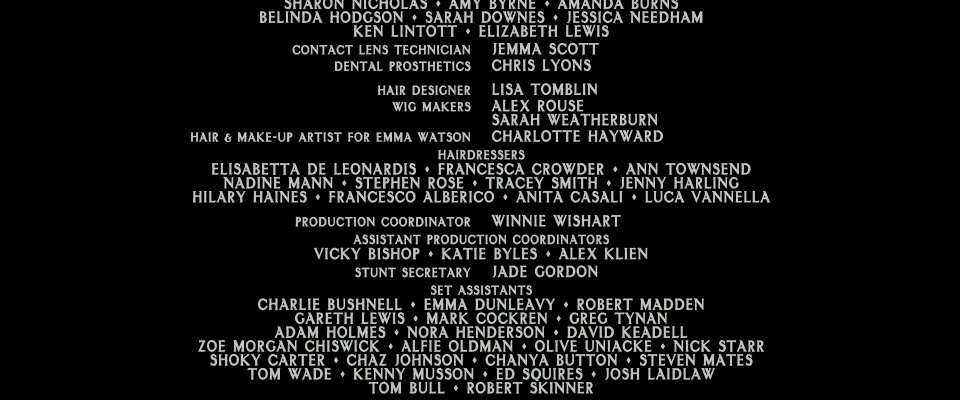 SHARON NICHOLAS • AMY BYRNE • AMANDA BURNS
BELINDA HODGSON • SARAH DOWNES • JESSICA NEEDHAM
KEN LINTOTT • ELIZABETH LEWIS
CONTACT LENS TECHNICIAN JEMMA SCOTT
DENTAL PROSTHETICS CHRIS LYONS
HAIR DESIGNER LISA TOMBLIN
WIG MAKERS ALEX ROUSE
SARAH WEATHERBURN
HAIR & MAKE-UP ARTIST FOR EMMA WATSON CHARLOTTE HAYWARD
HAIRDRESSERS
ELISABETTA DE LEONARDIS • FRANCESCA CROWDER • ANN TOWNSEND
NADINE MANN • STEPHEN ROSE • TRACEY SMITH • JENNY HARLING
HILARY HAINES • FRANCESCO ALBERICO • ANITA CASALI • LUCA VANNELLA
PRODUCTION COORDINATOR WINNIE WISHART
ASSISTANT PRODUCTION COORDINATORS
VICKY BISHOP • KATIE BYLES • ALEX KLIEN
STUNT SECRETARY JADE GORDON
SET ASSISTANTS
CHARLIE BUSHNELL • EMMA DUNLEAVY • ROBERT MADDEN
GARETH LEWIS • MARK COCKREN • GREG TYNAN
ADAM HOLMES • NORA HENDERSON • DAVID KEADELL
ZOE MORGAN CHISWICK • ALFIE OLDMAN • OLIVE UNIACKE • NICK STARR
SHOKY CARTER • CHAZ JOHNSON • CHANYA BUTTON • STEVEN MATES
TOM WADE • KENNY MUSSON • ED SQUIRES • JOSH LAIDLAW
TOM BULL • ROBERT SKINNER